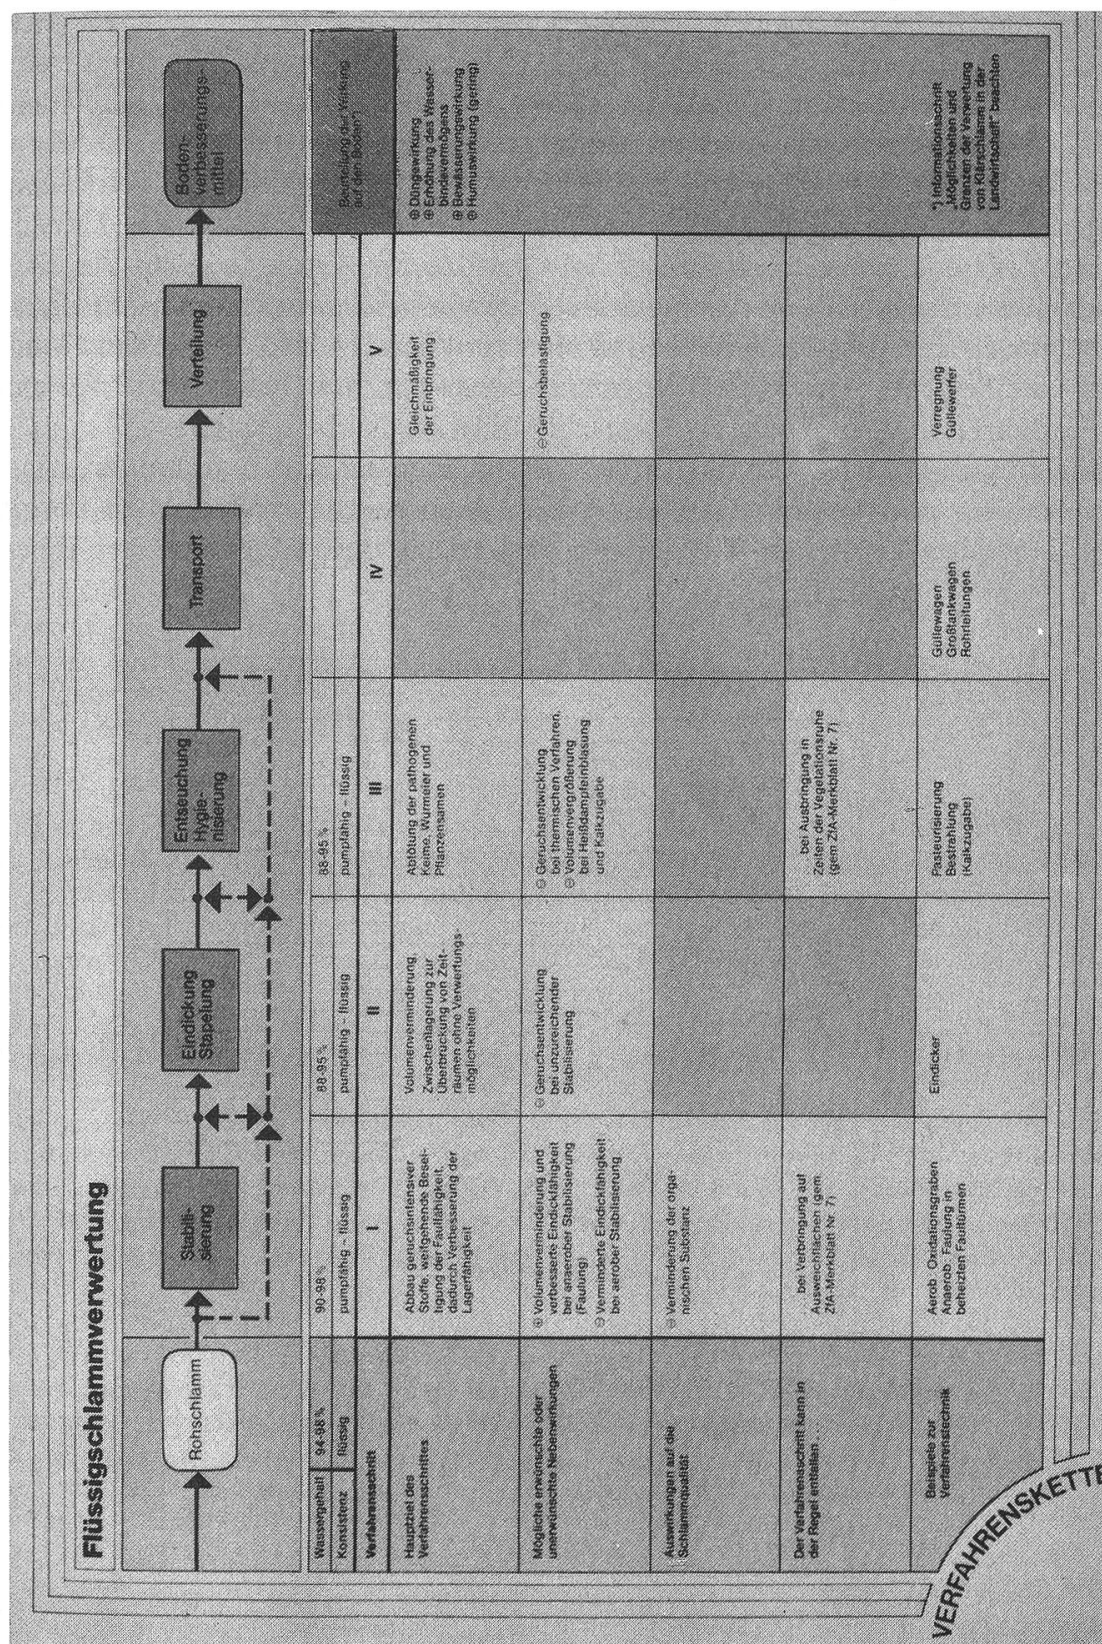 Flüssigschlammverwertung
Rohschlamm
Stabili-
sierung
Eindickung
Stapelung
Entseuchung
Hygie-
nisierung
Transport
Verteilung
Boden-
verbesserungs-
mittel
Wassergehalt
94-98 %
90-98 %
88-95 %
88-95 %
Konsistenz
flüssig
pumpfähig – flüssig
pumpfähig – flüssig
pumpfähig – flüssig
Verfahrensschritt
I
II
III
IV
V
Beurteilung der Wirkung
auf den Boden*)
Hauptziel des
Verfahrensschrittes
Abbau geruchsintensiver
Stoffe, weitgehende Besei-
tigung der Faulfähigkeit,
dadurch Verbesserung der
Lagerfähigkeit
Volumenverminderung,
Zwischenlagerung zur
Überbrückung von Zeit-
räumen ohne Verwertungs-
möglichkeiten
Abtötung der pathogenen
Keime, Wurmeier und
Pflanzensamen
Gleichmäßigkeit
der Einbringung
⊕ Düngewirkung
⊕ Erhöhung des Wasser-
bindevermögens
⊕ Bewässerungswirkung
⊕ Humuswirkung (gering)
Mögliche erwünschte oder
unerwünschte Nebenwirkungen
⊕ Volumenverminderung und
verbesserte Eindickfähigkeit
bei anaerober Stabilisierung
(Faulung)
⊖ Verminderte Eindickfähigkeit
bei aerober Stabilisierung
⊖ Geruchsentwicklung
bei unzureichender
Stabilisierung
⊖ Geruchsentwicklung
bei thermischen Verfahren.
⊖ Volumenvergrößerung
bei Heißdampfeinblasung
und Kalkzugabe
⊖ Geruchsbelästigung
Auswirkungen auf die
Schlammqualität
⊖ Verminderung der orga-
nischen Substanz
Der Verfahrensschritt kann in
der Regel entfallen . . .
bei Verbringung auf
Ausweichflächen (gem
ZfA-Merkblatt Nr. 7)
. . . bei Ausbringung in
Zeiten der Vegetationsruhe
(gem ZfA-Merkblatt Nr. 7)
Beispiele zur
Verfahrenstechnik
Aerob Oxidationsgraben
Anaerob Faulung in
beheizten Faultürmen
Eindicker
Pasteurisierung
Bestrahlung
(Kalkzugabe)
Güllewagen
Großtankwagen
Rohrleitungen
Verregnung
Güllewerfer
*) Informationsschrift
„Möglichkeiten und
Grenzen der Verwertung
von Klärschlamm in der
Landwirtschaft" beachten
VERFAHRENSKETTE